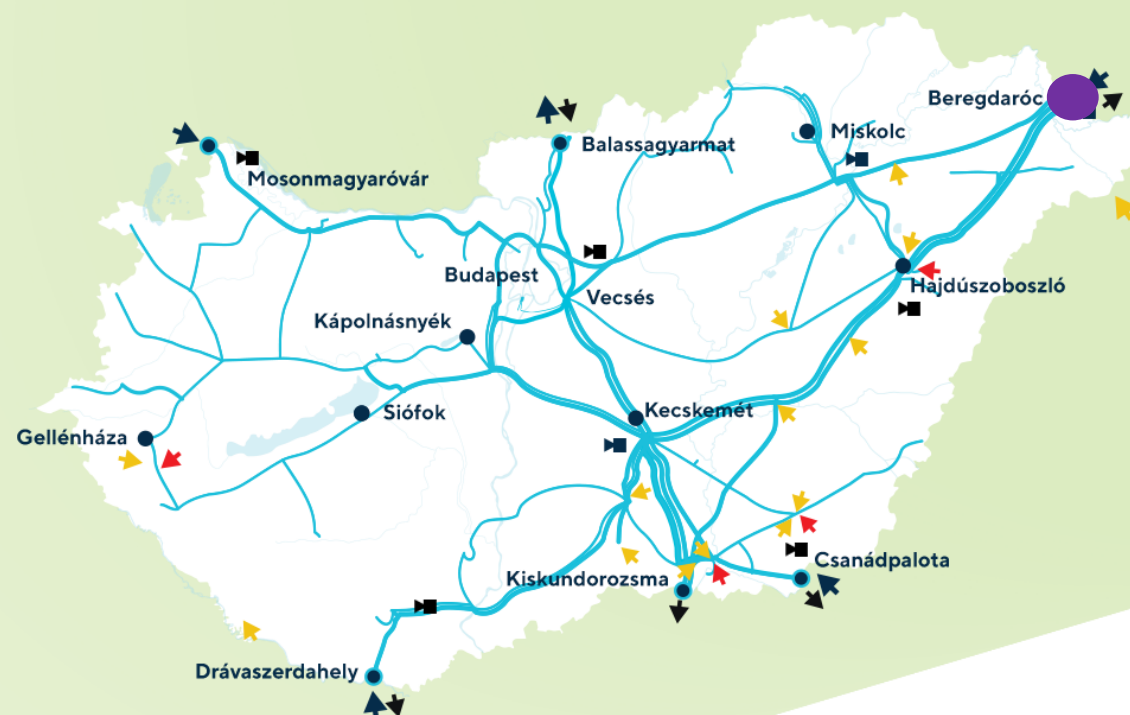 Beregdaróc
Miskolc
Balassagyarmat
Mosonmagyaróvár
Budapest
Hajdúszoboszló
Vecsés
Kápolnásnyék
Kecskemét
Siófok
Gellénháza
Csanádpalota
Kiskundorozsma
Drávaszerdahely